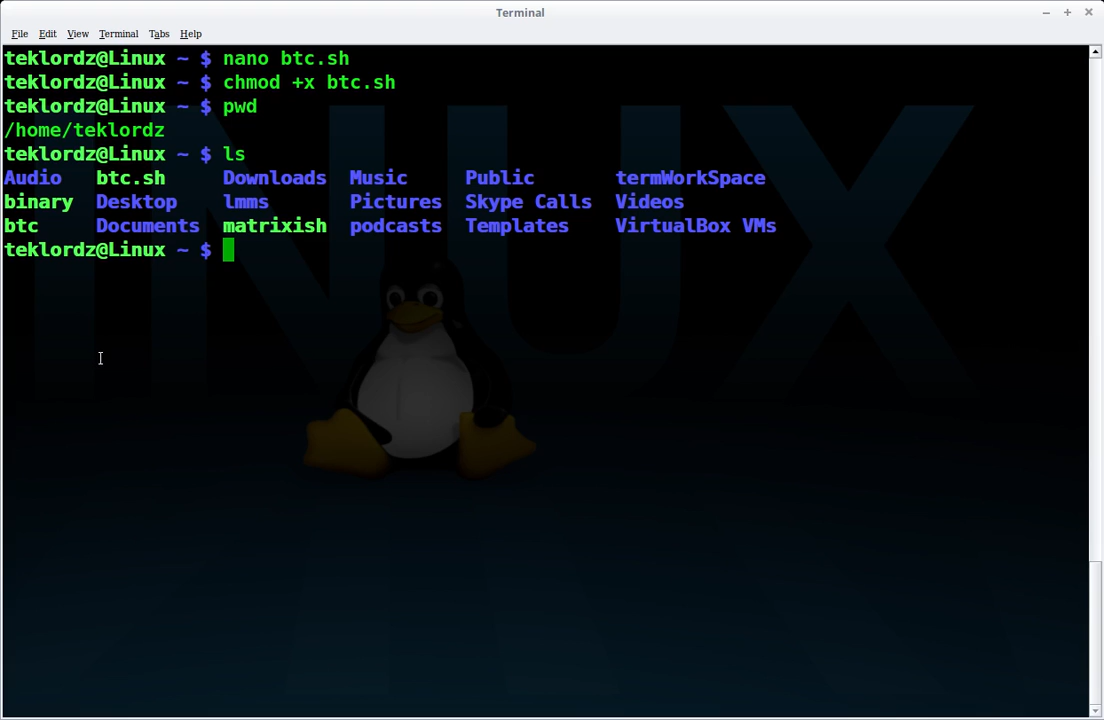 Terminal
File Edit View Terminal Tabs Help
teklordz@Linux ~ $ nano btc.sh
teklordz@Linux ~ $ chmod +x btc.sh
teklordz@Linux ~ $ pwd
/home/teklordz
teklordz@Linux ~ $ ls
Audio btc.sh Downloads Music Public termWorkSpace
binary Desktop lmms Pictures Skype Calls Videos
btc Documents matrixish podcasts Templates VirtualBox VMs
teklordz@Linux ~ $
INUX